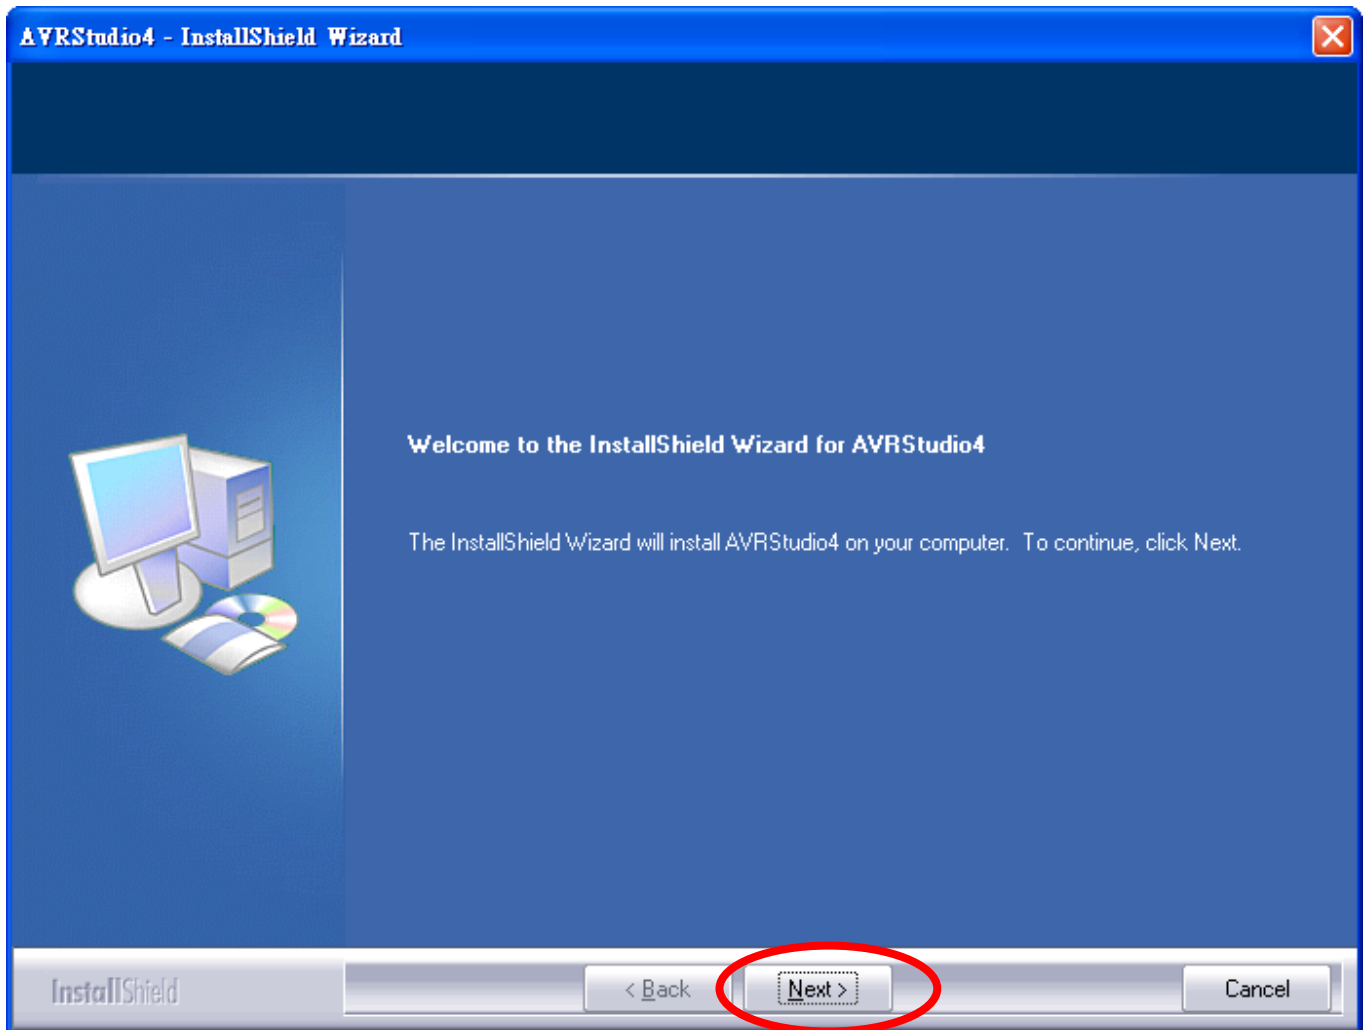 AVRStudio4 - InstallShield Wizard
Welcome to the InstallShield Wizard for AVRStudio4
The InstallShield Wizard will install AVRStudio4 on your computer.  To continue, click Next.
InstallShield
< Back
Next >
Cancel